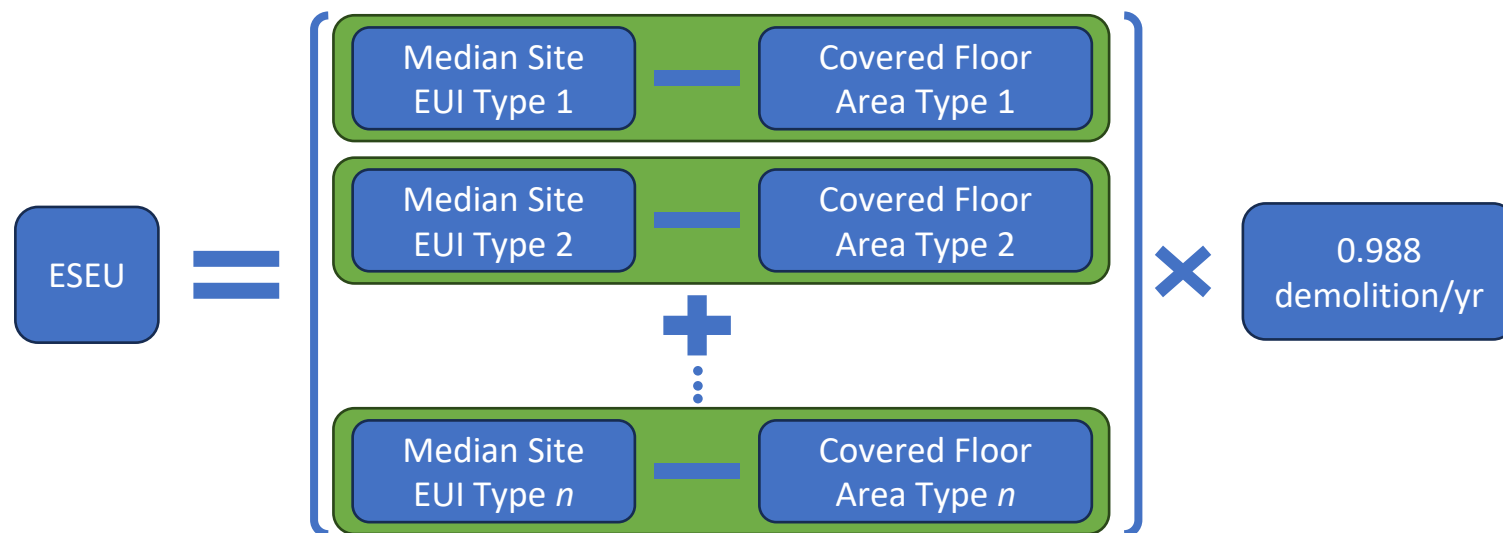 Median Site
EUI Type 1
Covered Floor
Area Type 1
Median Site
EUI Type 2
Covered Floor
Area Type 2
ESEU
0.988
demolition/yr
Median Site
EUI Type n
Covered Floor
Area Type n